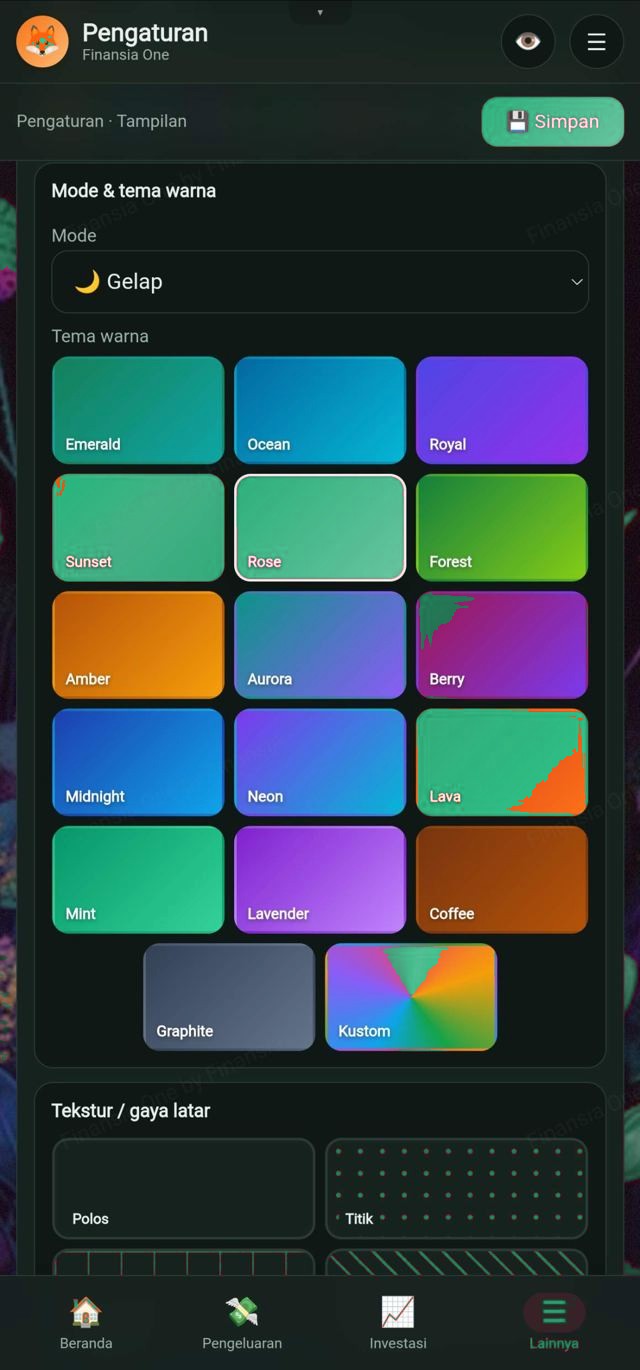 Pengaturan
Finansia One
Pengaturan · Tampilan
Simpan
Mode & tema warna
Mode
Gelap
Tema warna
Emerald
Ocean
Royal
Sunset
Rose
Forest
Amber
Aurora
Berry
Midnight
Neon
Lava
Mint
Lavender
Coffee
Graphite
Kustom
Tekstur / gaya latar
Polos
Titik
Beranda
Pengeluaran
Investasi
Lainnya